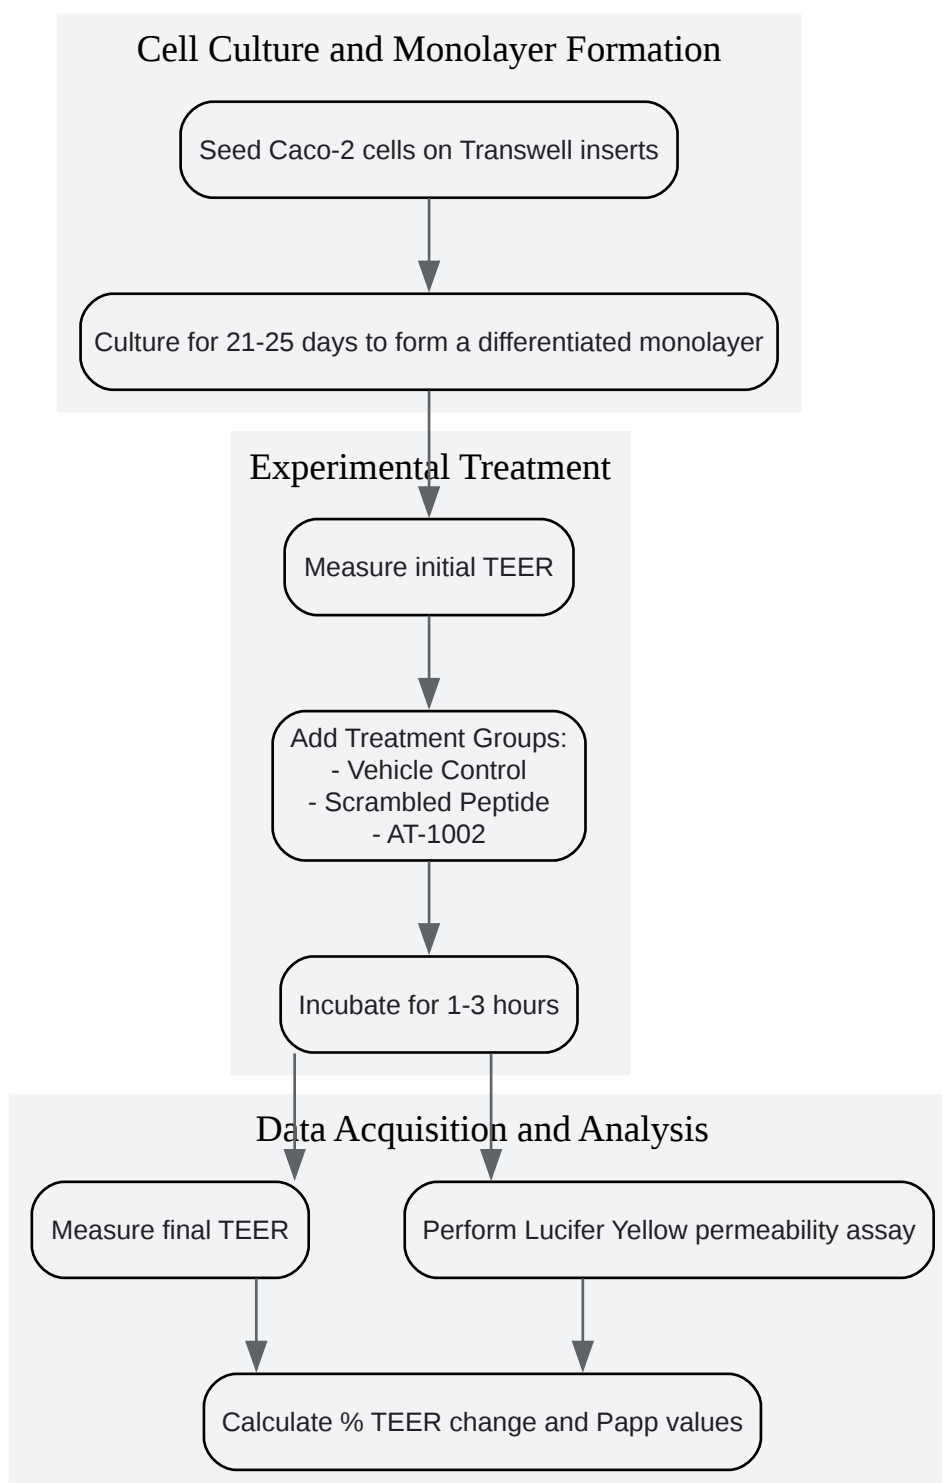 Cell Culture and Monolayer Formation
Seed Caco-2 cells on Transwell inserts
Culture for 21-25 days to form a differentiated monolayer
Experimental Treatment
Measure initial TEER
Add Treatment Groups:
- Vehicle Control
- Scrambled Peptide
- AT-1002
Incubate for 1-3 hours
Data Acquisition and Analysis
Measure final TEER
Perform Lucifer Yellow permeability assay
Calculate % TEER change and Papp values